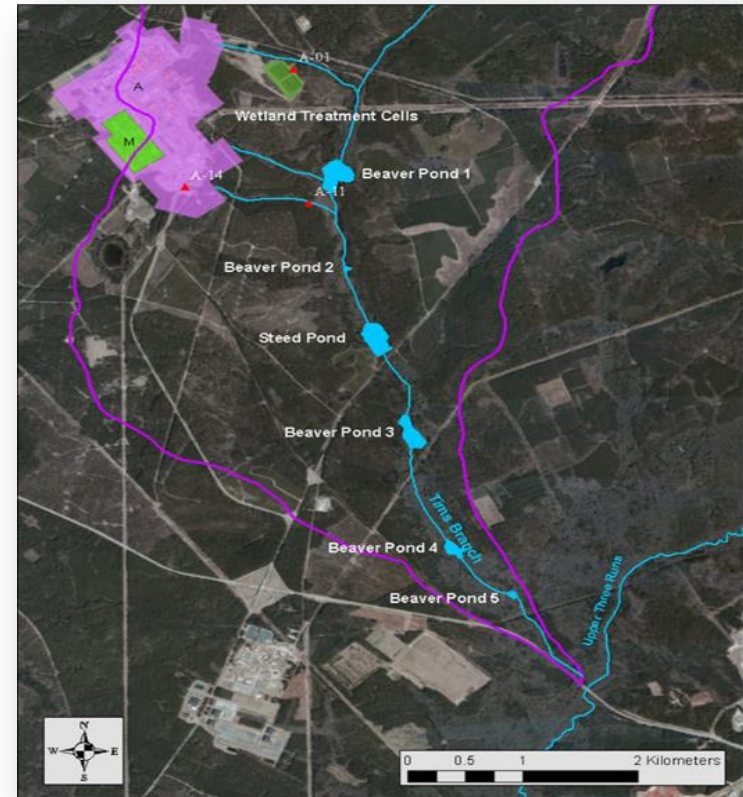 A-01
A
Wetland Treatment Cells
M
A-14
Beaver Pond 1
A-11
Beaver Pond 2
Steed Pond
Beaver Pond 3
Tims Branch
Beaver Pond 4
Beaver Pond 5
Upper Three Runs
N
W E
S
0 0.5 1 2 Kilometers